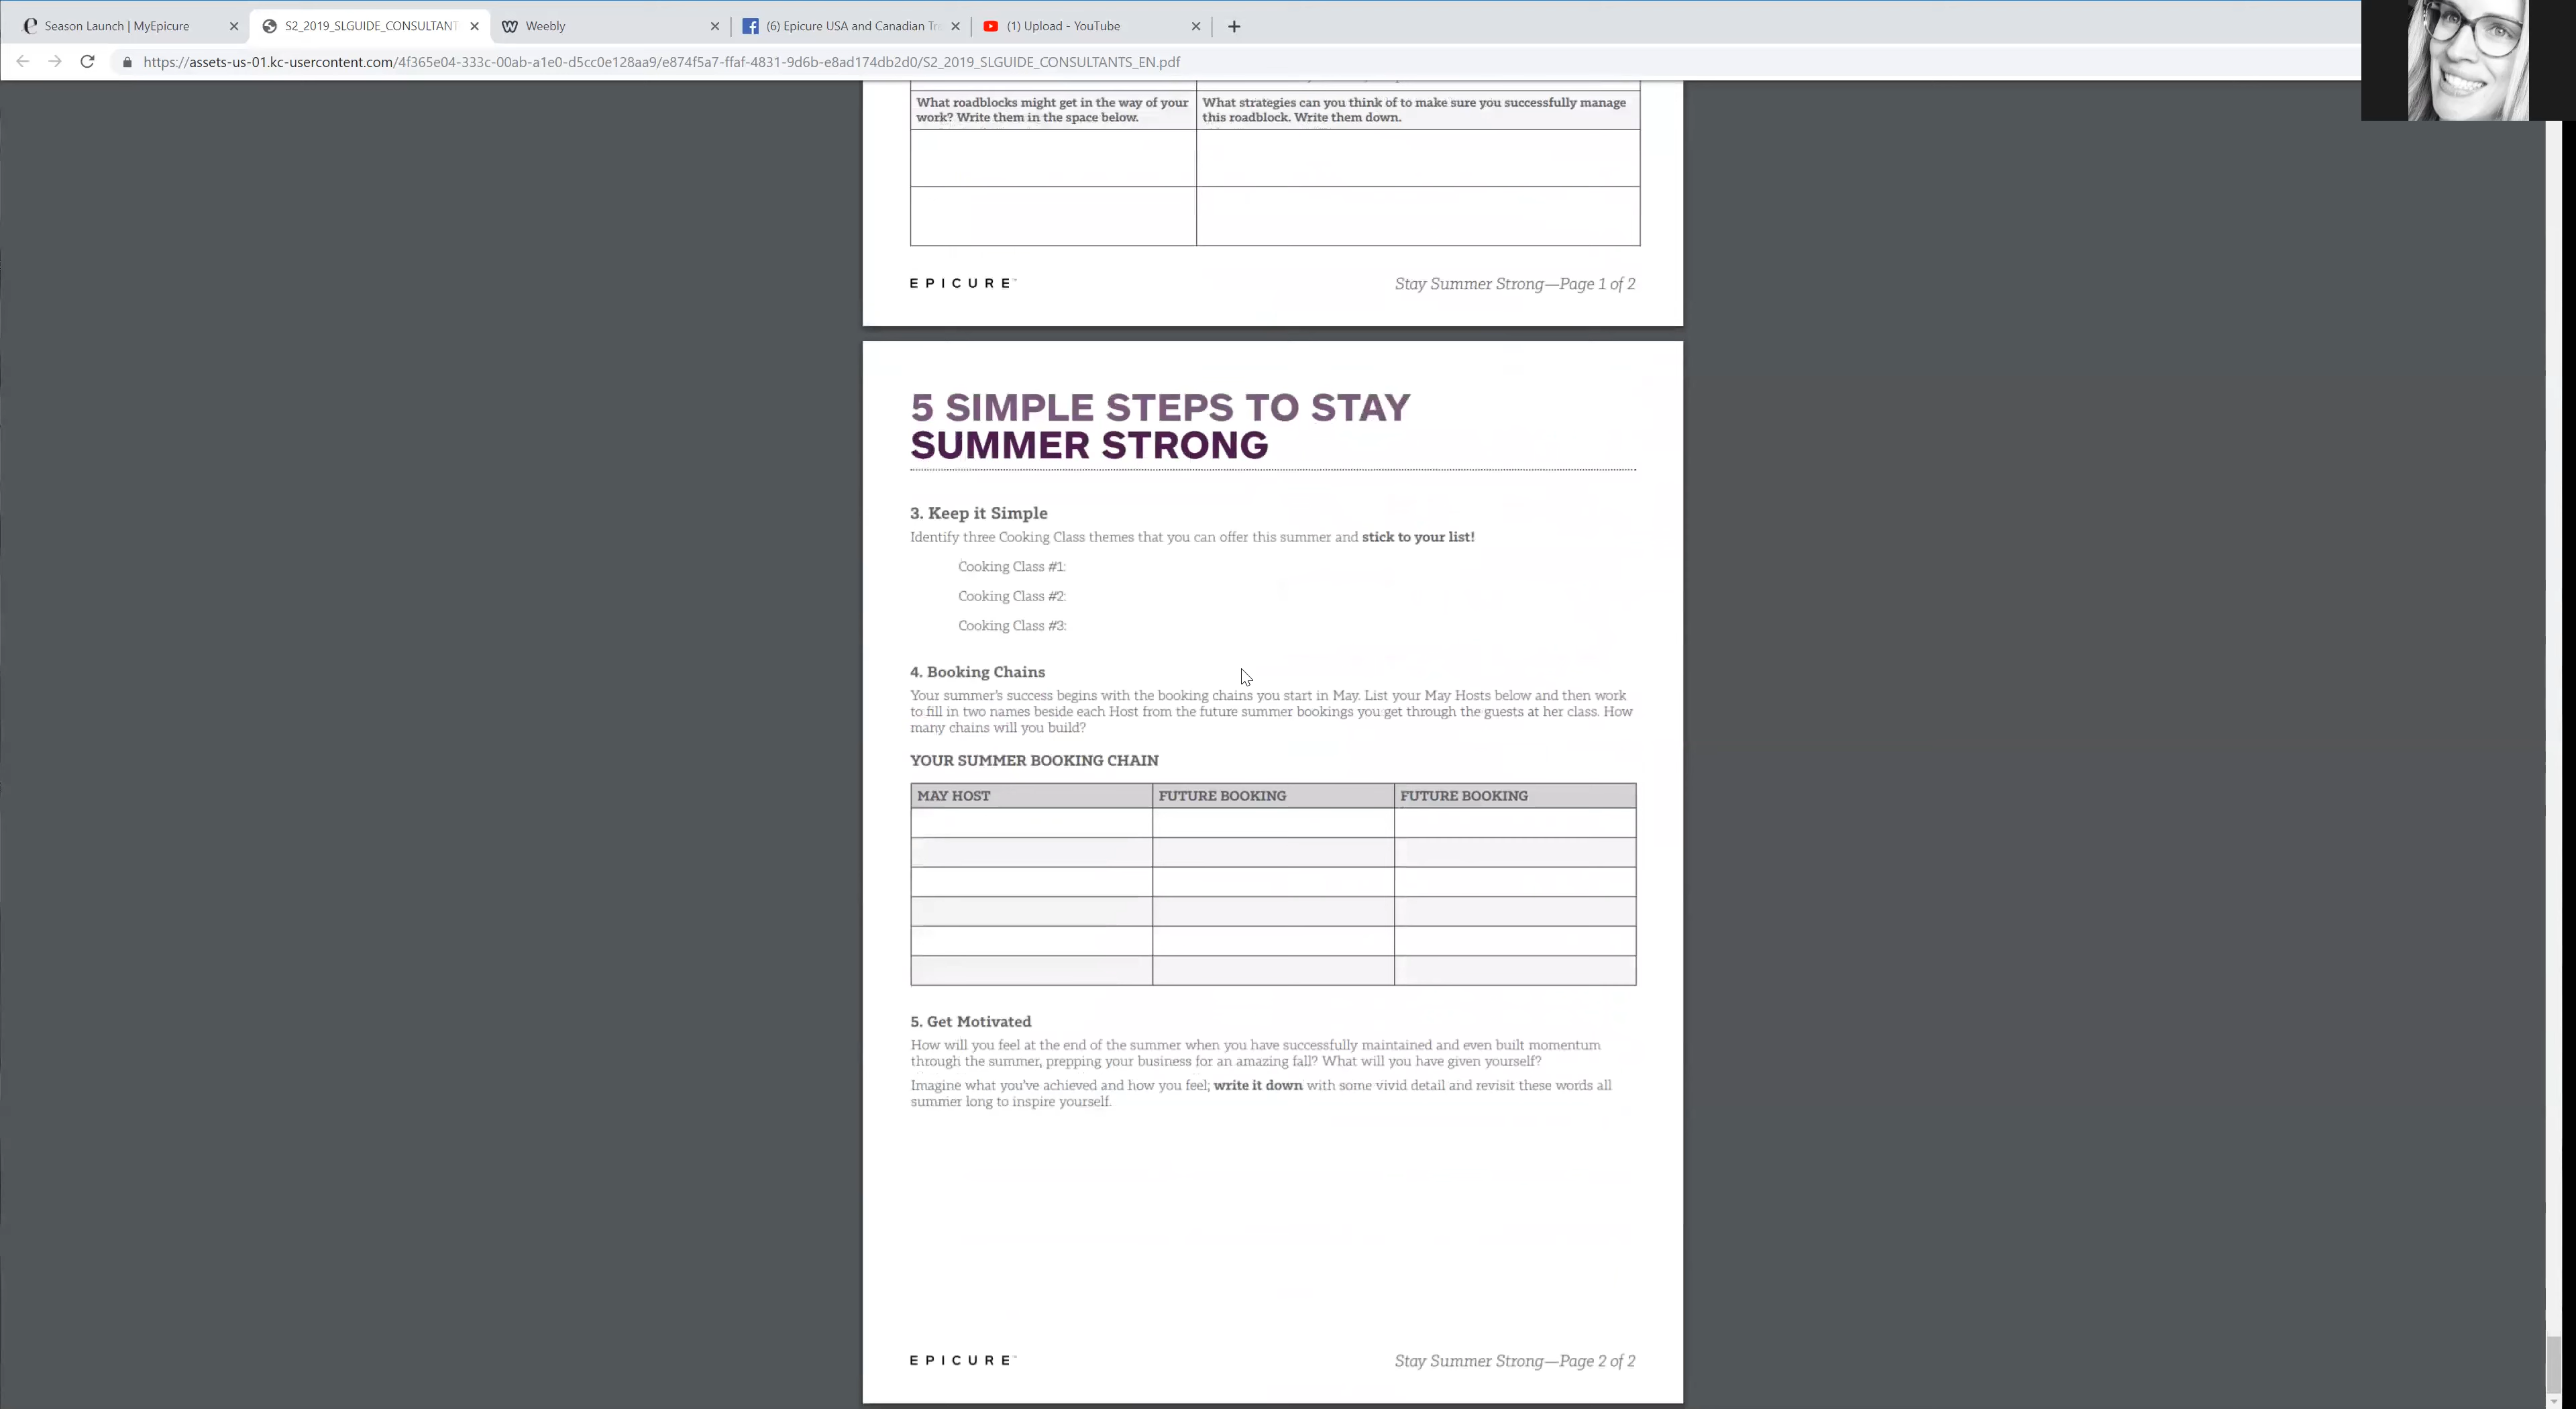 Season Launch | MyEpicure
S2_2019_SLGUIDE_CONSULTANT
Weebly
(6) Epicure USA and Canadian Tr
(1) Upload - YouTube
https://assets-us-01.kc-usercontent.com/4f365e04-333c-00ab-a1e0-d5cc0e128aa9/e874f5a7-ffaf-4831-9d6b-e8ad174db2d0/S2_2019_SLGUIDE_CONSULTANTS_EN.pdf
What roadblocks might get in the way of your
work? Write them in the space below.
What strategies can you think of to make sure you successfully manage
this roadblock. Write them down.
EPICURE™
Stay Summer Strong—Page 1 of 2
5 SIMPLE STEPS TO STAY
SUMMER STRONG
3. Keep it Simple
Identify three Cooking Class themes that you can offer this summer and stick to your list!
Cooking Class #1:
Cooking Class #2:
Cooking Class #3:
4. Booking Chains
Your summer's success begins with the booking chains you start in May. List your May Hosts below and then work
to fill in two names beside each Host from the future summer bookings you get through the guests at her class. How
many chains will you build?
YOUR SUMMER BOOKING CHAIN
MAY HOST FUTURE BOOKING FUTURE BOOKING
5. Get Motivated
How will you feel at the end of the summer when you have successfully maintained and even built momentum
through the summer, prepping your business for an amazing fall? What will you have given yourself?
Imagine what you've achieved and how you feel; write it down with some vivid detail and revisit these words all
summer long to inspire yourself.
EPICURE™
Stay Summer Strong—Page 2 of 2